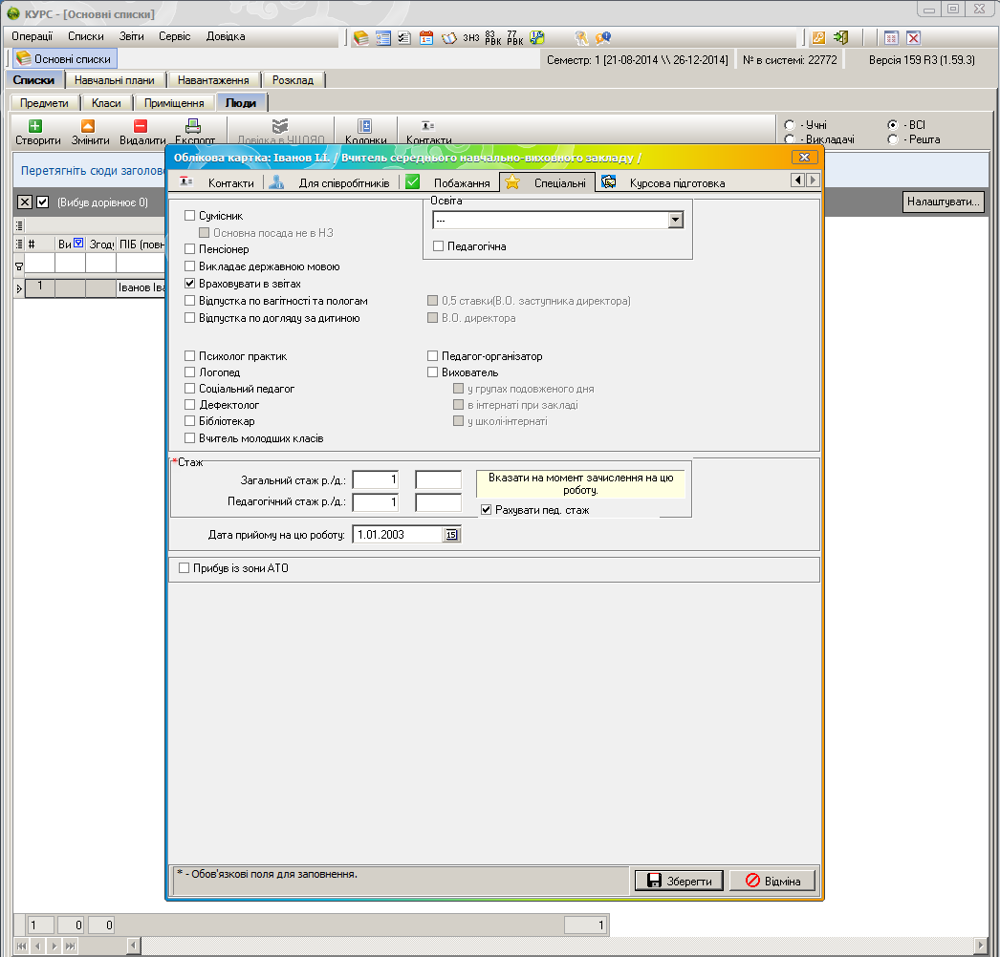 КУРС - [Основні списки]
Операції Списки Звіти Сервіс Довідка
ЗНЗ 83 РВК 77 РВК
Основні списки
Семестр: 1 [21-08-2014 \\ 26-12-2014] № в системі: 22772 Версія 159 R3 (1.59.3)
Списки Навчальні плани Навантаження Розклад
Предмети Класи Приміщення Люди
Створити Змінити Видалити Експорт Довідка в УЦОЯО Колонки Контакти
- Учні - ВСІ
- Викладачі - Решта
Облікова картка: Іванов І.І. / Вчитель середнього навчально-виховного закладу /
Перетягніть сюди заголово
Контакти Для співробітників Побажання Спеціальні Курсова підготовка
(Вибув дорівнює 0)
Налаштувати...
# Ви Згоду ПІБ (повн
1 Іванов Іва
Освіта
Сумісник
---
Основна посада не в НЗ
Пенсіонер
Педагогічна
Викладає державною мовою
Враховувати в звітах
Відпустка по вагітності та пологам
0,5 ставки(В.О. заступника директора)
Відпустка по догляду за дитиною
В.О. директора
Психолог практик
Педагог-організатор
Логопед
Вихователь
Соціальний педагог
у групах подовженого дня
Дефектолог
в інтернаті при закладі
Бібліотекар
у школі-інтернаті
Вчитель молодших класів
*Стаж
Загальний стаж р./д.: 1
Вказати на момент зачислення на цю
роботу.
Педагогічний стаж р./д.: 1
Рахувати пед. стаж
Дата прийому на цю роботу: 1.01.2003 15
Прибув із зони АТО
* - Обов'язкові поля для заповнення.
Зберегти Відміна
1 0 0 1